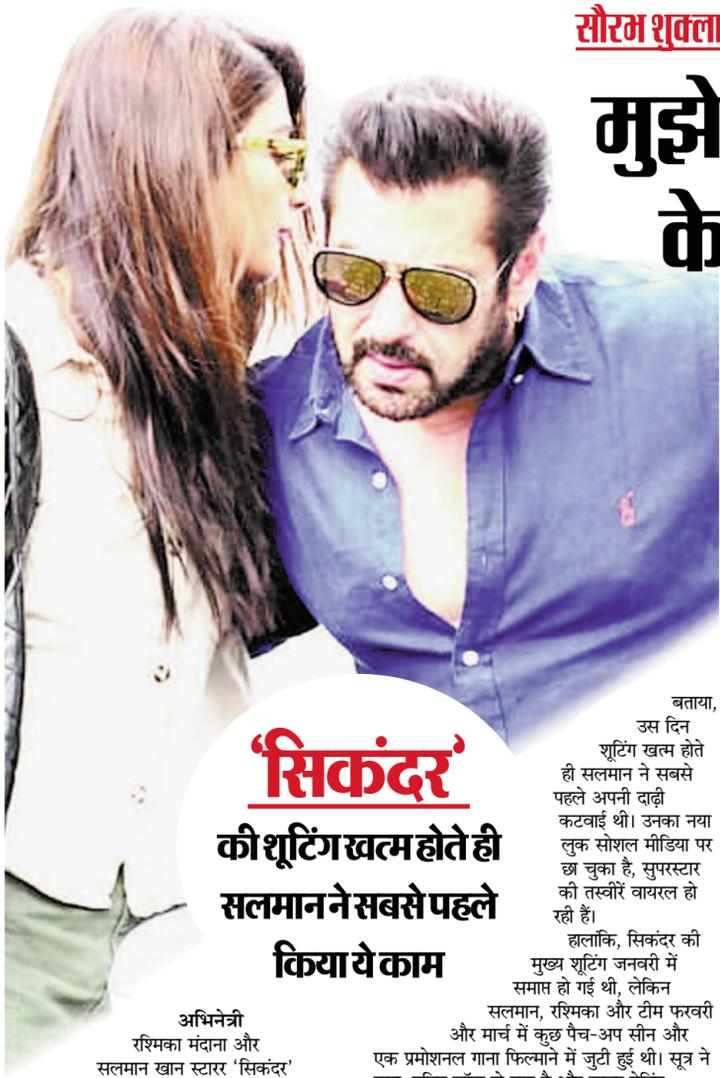 सौरभ शुक्ला
मुझे
के
'सिकंदर'
की शूटिंग खत्म होते ही
सलमान ने सबसे पहले
किया ये काम
अभिनेत्री
रश्मिका मंदाना और
सलमान खान स्टारर 'सिकंदर'
बताया,
उस दिन
शूटिंग खत्म होते
ही सलमान ने सबसे
पहले अपनी दाढ़ी
कटवाई थी। उनका नया
लुक सोशल मीडिया पर
छा चुका है, सुपरस्टार
की तस्वीरें वायरल हो
रही हैं।
हालांकि, सिकंदर की
मुख्य शूटिंग जनवरी में
समाप्त हो गई थी, लेकिन
सलमान, रश्मिका और टीम फरवरी
और मार्च में कुछ पैच-अप सीन और
एक प्रमोशनल गाना फिल्माने में जुटी हुई थी। सूत्र ने